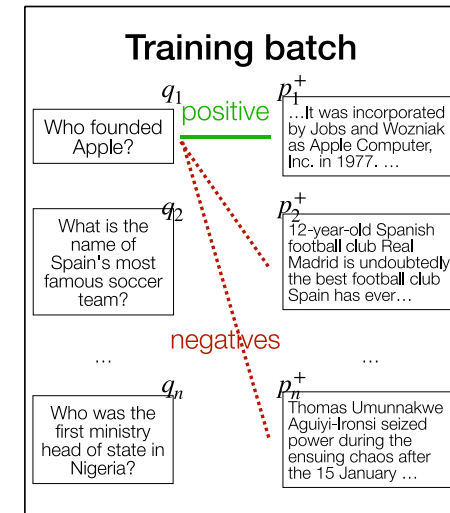 Training batch
q1
p1+
positive
Who founded
Apple?
…It was incorporated
by Jobs and Wozniak
as Apple Computer,
Inc. in 1977. …
q2
p2+
What is the
name of
Spain's most
famous soccer
team?
12-year-old Spanish
football club Real
Madrid is undoubtedly
the best football club
Spain has ever…
negatives
…
…
qn
pn+
Who was the
first ministry
head of state in
Nigeria?
Thomas Umunnakwe
Aguiyi-Ironsi seized
power during the
ensuing chaos after
the 15 January …